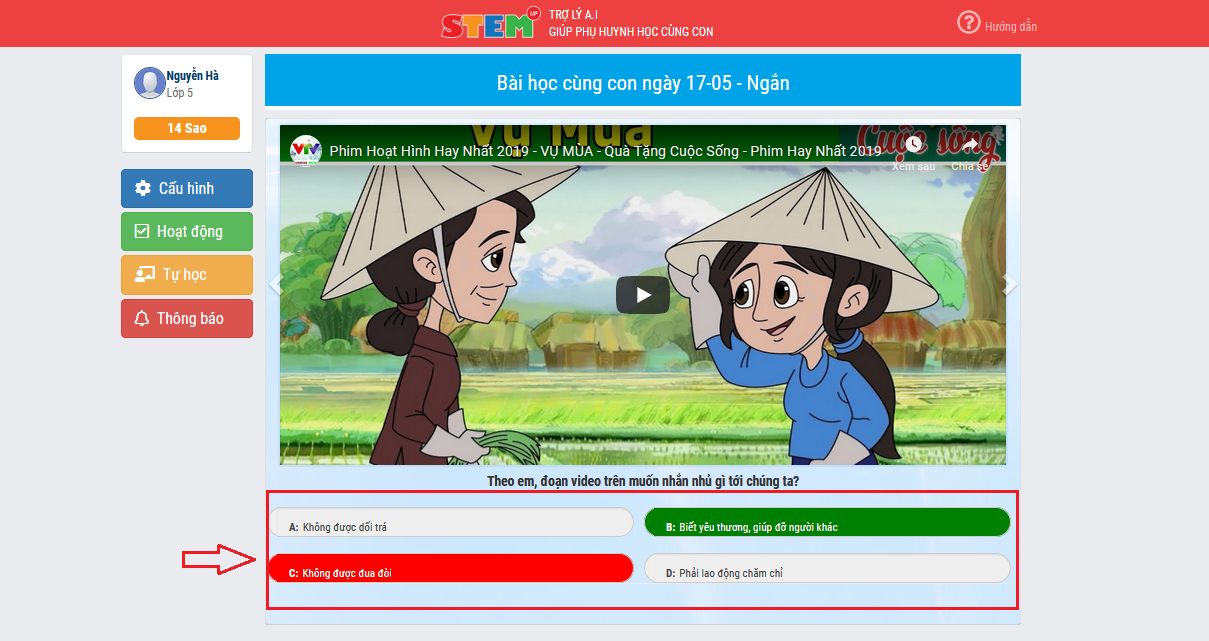 STEM UP
TRỢ LÝ A.I
GIÚP PHỤ HUYNH HỌC CÙNG CON
? Hướng dẫn
Nguyễn Hà
Lớp 5
14 Sao
Cấu hình
Hoạt động
Tự học
Thông báo
Bài học cùng con ngày 17-05 - Ngắn
Vụ Mùa
Cuộc sống
VTV
Phim Hoạt Hình Hay Nhất 2019 - VỤ MÙA - Quà Tặng Cuộc Sống - Phim Hay Nhất 2019
Xem sau
Chia sẻ
Theo em, đoạn video trên muốn nhắn nhủ gì tới chúng ta?
A: Không được dối trá
B: Biết yêu thương, giúp đỡ người khác
C: Không được đua đòi
D: Phải lao động chăm chỉ